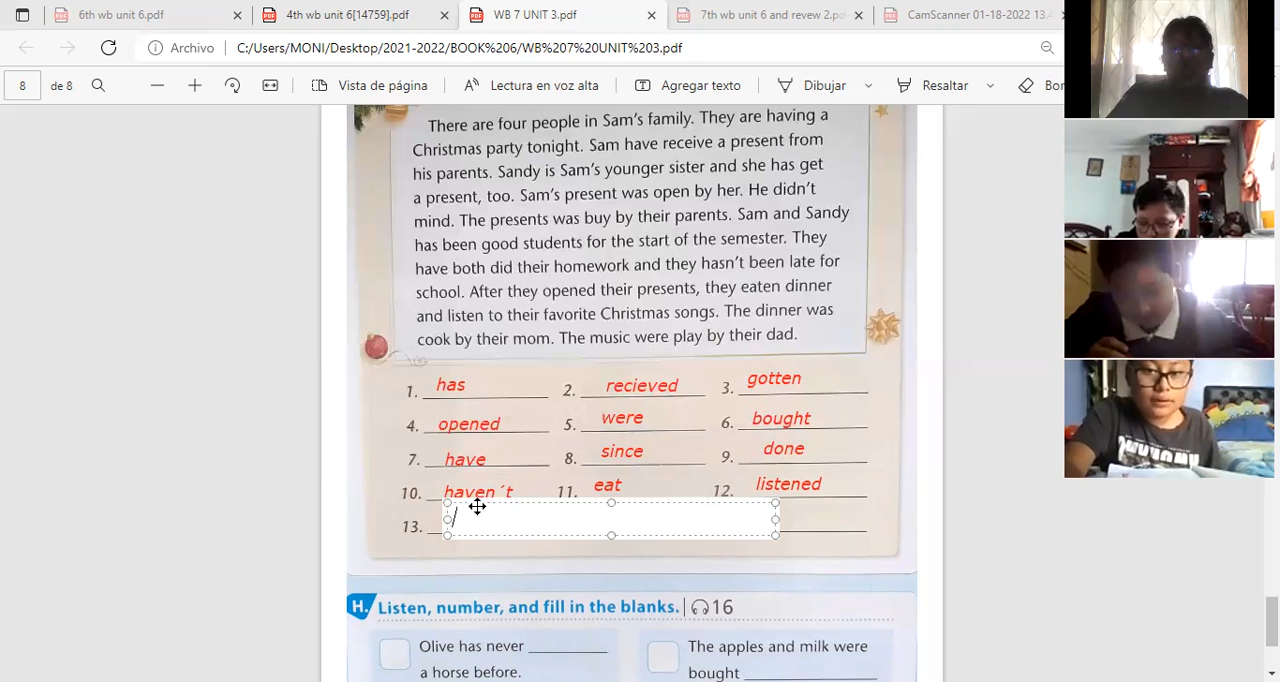 6th wb unit 6.pdf
4th wb unit 6[14759].pdf
WB 7 UNIT 3.pdf
7th wb unit 6 and revew 2.pdf
CamScanner 01-18-2022 13.4
Archivo
C:/Users/MONI/Desktop/2021-2022/BOOK%206/WB%207%20UNIT%203.pdf
8
de 8
Vista de página
Lectura en voz alta
Agregar texto
Dibujar
Resaltar
Bor
There are four people in Sam's family. They are having a
Christmas party tonight. Sam have receive a present from
his parents. Sandy is Sam's younger sister and she has get
a present, too. Sam's present was open by her. He didn't
mind. The presents was buy by their parents. Sam and Sandy
has been good students for the start of the semester. They
have both did their homework and they hasn't been late for
school. After they opened their presents, they eaten dinner
and listen to their favorite Christmas songs. The dinner was
cook by their mom. The music were play by their dad.
1. has 2. recieved 3. gotten
4. opened 5. were 6. bought
7. have 8. since 9. done
10. haven´t 11. eat 12. listened
13.
H. Listen, number, and fill in the blanks. 16
Olive has never
a horse before.
The apples and milk were
bought